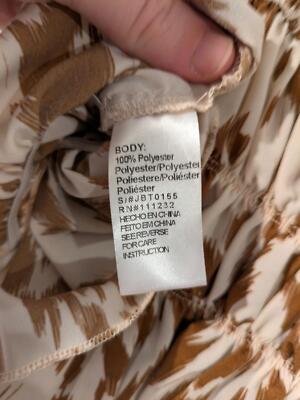 BODY:
100% Polyester
Polyester/Polyester
Poliestere/Poliéster
Poliéster
S/#JBT0155
RN#111232
HECHO EN CHINA
FEITO EM CHINA
SEE REVERSE
FOR CARE
INSTRUCTION